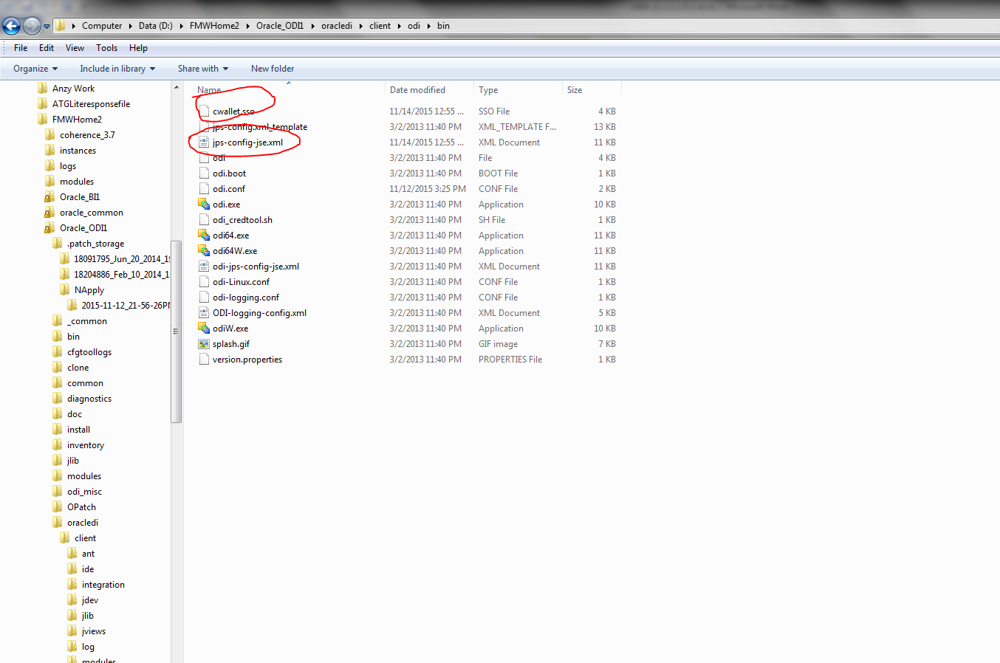 Computer Data (D:) FMWHome2 Oracle_ODI1 oracledi client odi bin
File Edit View Tools Help
Organize Include in library Share with New folder
Anzy Work
ATGLiteresponsefile
FMWHome2
coherence_3.7
instances
logs
modules
Oracle_BI1
oracle_common
Oracle_ODI1
.patch_storage
18091795_Jun_20_2014_19
18204886_Feb_10_2014_1
NApply
2015-11-12_21-56-26PM
_common
bin
cfgtoollogs
clone
common
diagnostics
doc
install
inventory
jlib
modules
odi_misc
OPatch
oracledi
client
ant
ide
integration
jdev
jlib
jviews
log
modules
Name Date modified Type Size
cwallet.sso 11/14/2015 12:55 ... SSO File 4 KB
jps-config.xml_template 3/2/2013 11:40 PM XML_TEMPLATE F... 13 KB
jps-config-jse.xml 11/14/2015 12:55 ... XML Document 11 KB
odi 3/2/2013 11:40 PM File 4 KB
odi.boot 3/2/2013 11:40 PM BOOT File 1 KB
odi.conf 11/12/2015 3:25 PM CONF File 2 KB
odi.exe 3/2/2013 11:40 PM Application 10 KB
odi_credtool.sh 3/2/2013 11:40 PM SH File 1 KB
odi64.exe 3/2/2013 11:40 PM Application 11 KB
odi64W.exe 3/2/2013 11:40 PM Application 11 KB
odi-jps-config-jse.xml 3/2/2013 11:40 PM XML Document 11 KB
odi-Linux.conf 3/2/2013 11:40 PM CONF File 1 KB
odi-logging.conf 3/2/2013 11:40 PM CONF File 1 KB
ODI-logging-config.xml 3/2/2013 11:40 PM XML Document 5 KB
odiW.exe 3/2/2013 11:40 PM Application 10 KB
splash.gif 3/2/2013 11:40 PM GIF image 7 KB
version.properties 3/2/2013 11:40 PM PROPERTIES File 1 KB